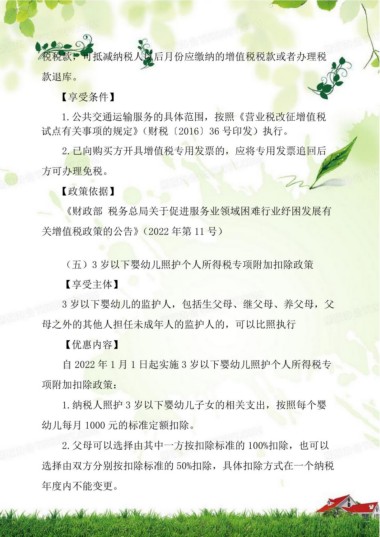 税税款，可抵减纳税人以后月份应缴纳的增值税税款或者办理税
款退库。
【享受条件】
1.公共交通运输服务的具体范围，按照《营业税改征增值税
试点有关事项的规定》（财税〔2016〕36号印发）执行。
2.已向购买方开具增值税专用发票的，应将专用发票追回后
方可办理免税。
【政策依据】
《财政部 税务总局关于促进服务业领域困难行业纾困发展有
关增值税政策的公告》（2022年第11号）
（五）3岁以下婴幼儿照护个人所得税专项附加扣除政策
【享受主体】
3岁以下婴幼儿的监护人，包括生父母、继父母、养父母，父
母之外的其他人担任未成年人的监护人的，可以比照执行
【优惠内容】
自2022年1月1日起实施3岁以下婴幼儿照护个人所得税专
项附加扣除政策：
1.纳税人照护3岁以下婴幼儿子女的相关支出，按照每个婴
幼儿每月1000元的标准定额扣除。
2.父母可以选择由其中一方按扣除标准的100%扣除，也可以
选择由双方分别按扣除标准的50%扣除，具体扣除方式在一个纳税
年度内不能变更。